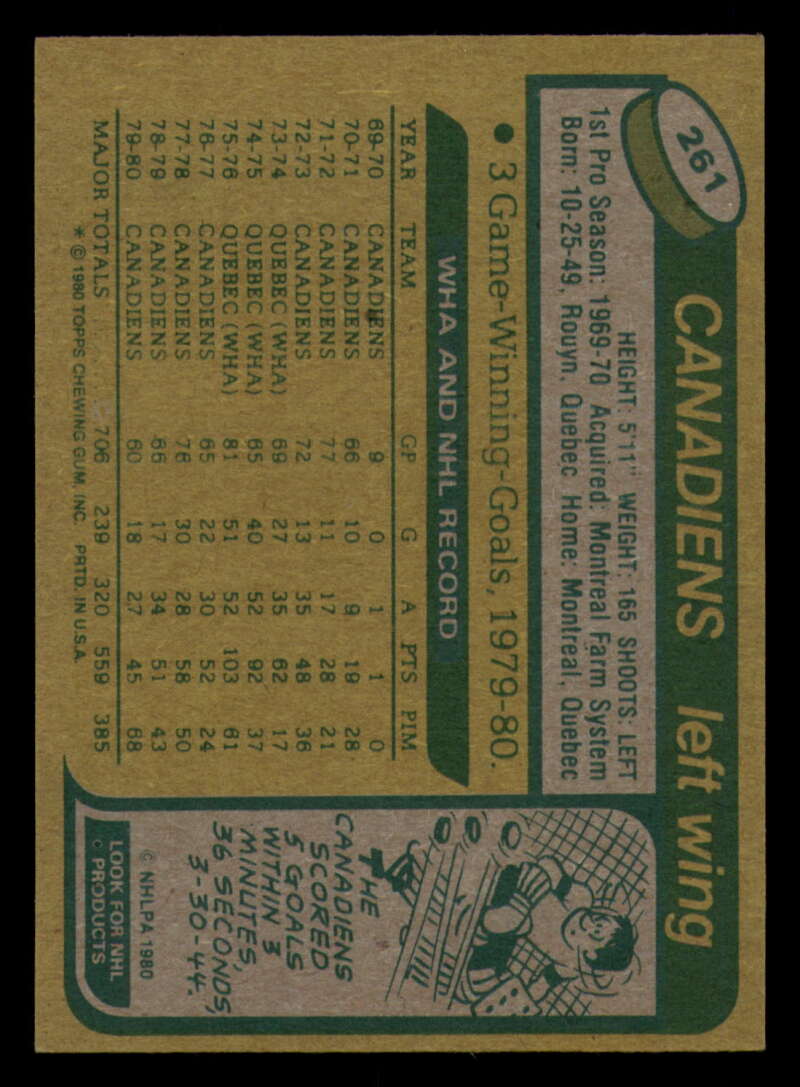 261
CANADIENS left wing
HEIGHT: 5'11" WEIGHT: 165 SHOOTS: LEFT
1st Pro Season: 1969-70 Acquired: Montreal Farm System
Born: 10-25-49, Rouyn, Quebec Home: Montreal, Quebec
● 3 Game-Winning-Goals, 1979-80.
WHA AND NHL RECORD
YEAR TEAM GP G A PTS PIM
69-70 CANADIENS 9 0 1 1 0
70-71 CANADIENS 66 10 9 19 28
71-72 CANADIENS 77 11 17 28 21
72-73 CANADIENS 72 13 35 48 36
73-74 QUEBEC (WHA) 69 27 35 62 17
74-75 QUEBEC (WHA) 65 40 52 92 37
75-76 QUEBEC (WHA) 81 51 52 103 61
76-77 CANADIENS 65 22 30 52 24
77-78 CANADIENS 76 30 28 58 50
78-79 CANADIENS 66 17 34 51 43
79-80 CANADIENS 60 18 27 45 68
MAJOR TOTALS 706 239 320 559 385
* © 1980 TOPPS CHEWING GUM, INC. PRTD. IN U.S.A.
THE
CANADIENS
SCORED
5 GOALS
WITHIN 3
MINUTES,
36 SECONDS,
3-30-44.
© NHLPA 1980
LOOK FOR NHL
PRODUCTS